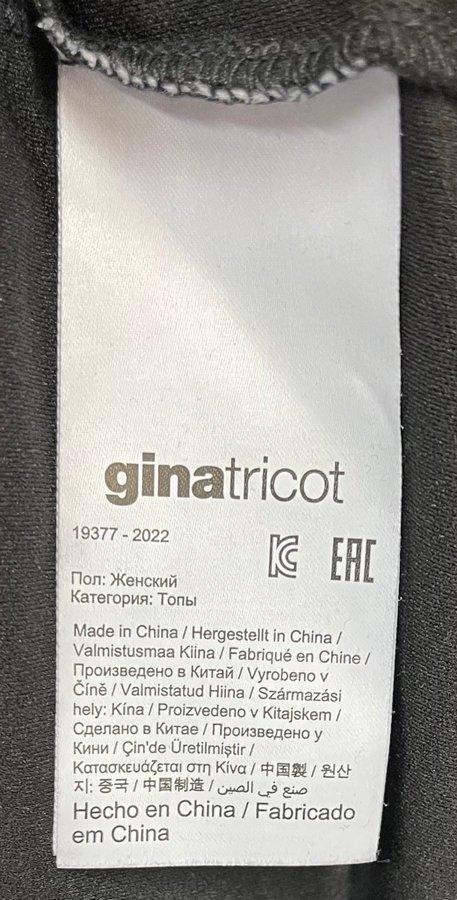 ginatricot
19377 - 2022
KC EAC
Пол: Женский
Категория: Топы
Made in China / Hergestellt in China /
Valmistusmaa Kiina / Fabriqué en Chine /
Произведено в Китай / Vyrobeno v
Číně / Valmistatud Hiina / Származási
hely: Kína / Proizvedeno v Kitajskem /
Сделано в Китае / Произведено у
Кини / Çin'de Üretilmiştir /
Κατασκευάζεται στη Κίνα / 中国製 / 원산
지: 중국 / 中国制造 / صنع في الصين
Hecho en China / Fabricado
em China